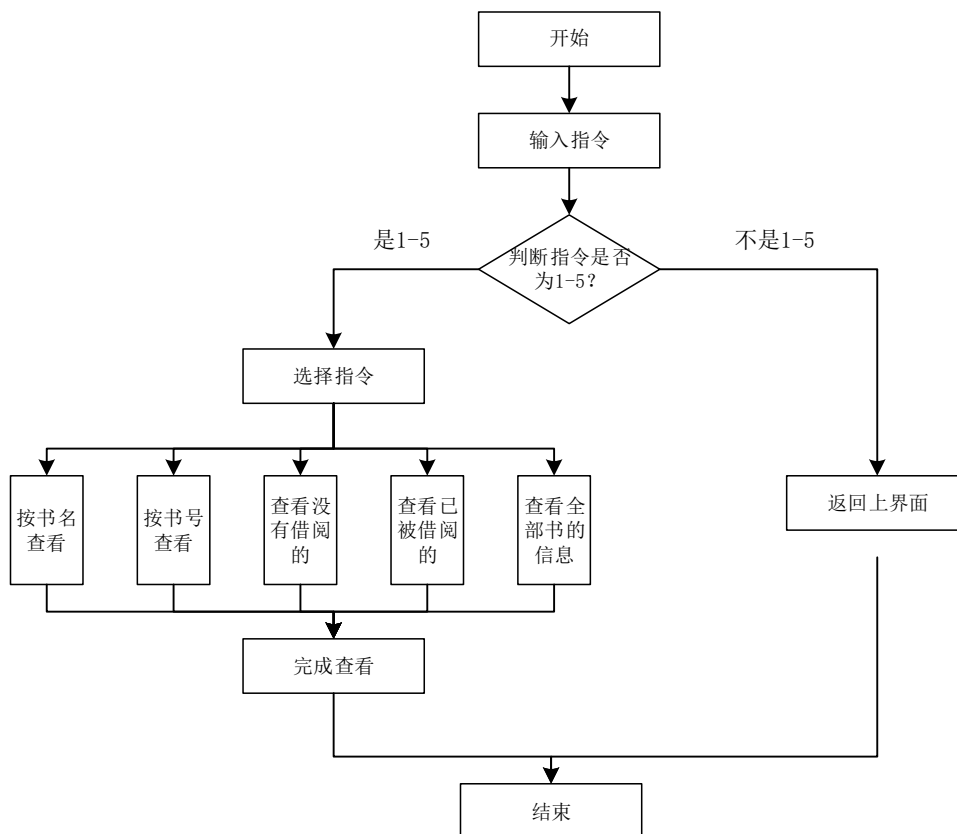 开始
输入指令
是1-5
不是1-5
判断指令是否
为1-5？
选择指令
按书名
查看
按书号
查看
查看没
有借阅
的
查看已
被借阅
的
查看全
部书的
信息
返回上界面
完成查看
结束